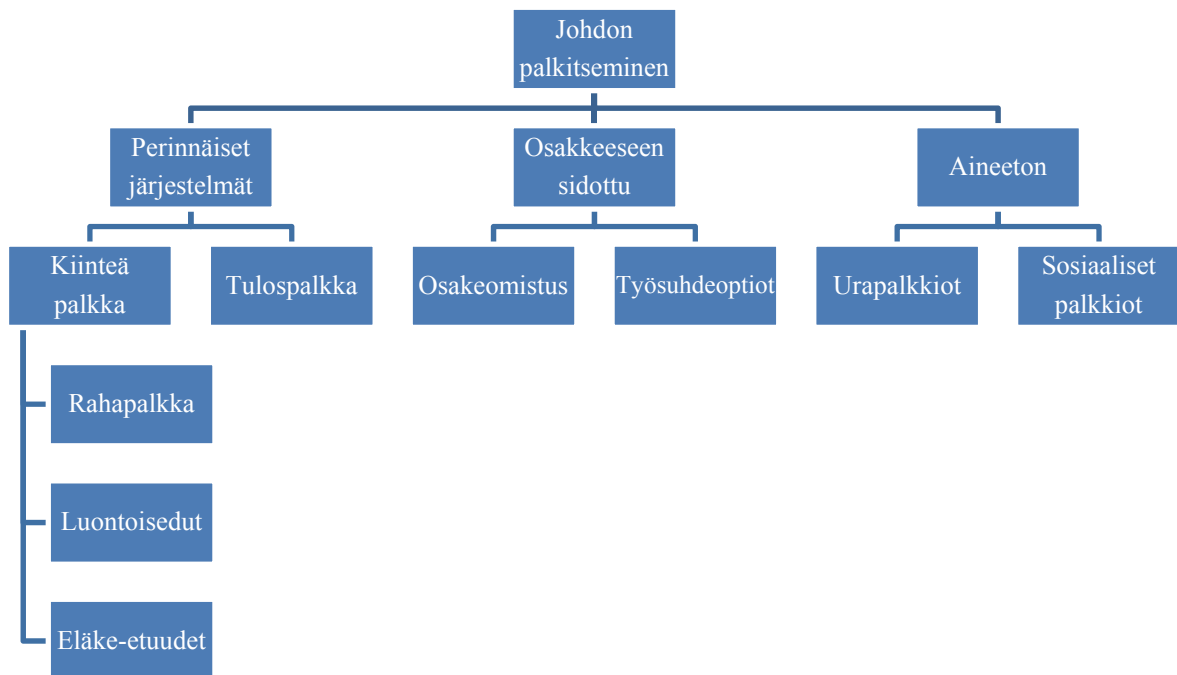 Johdon
palkitseminen
Perinnäiset
järjestelmät
Osakkeeseen
sidottu
Aineeton
Kiinteä
palkka
Tulospalkka
Osakeomistus
Työsuhdeoptiot
Urapalkkiot
Sosiaaliset
palkkiot
Rahapalkka
Luontoisedut
Eläke-etuudet